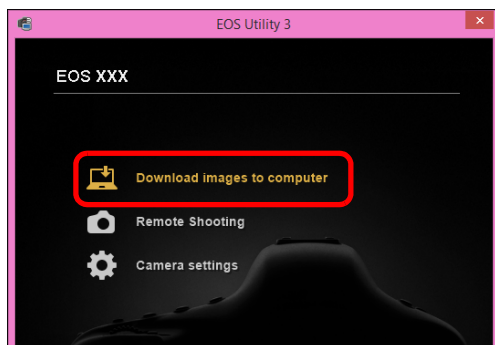 EOS Utility 3
EOS XXX
Download images to computer
Remote Shooting
Camera settings